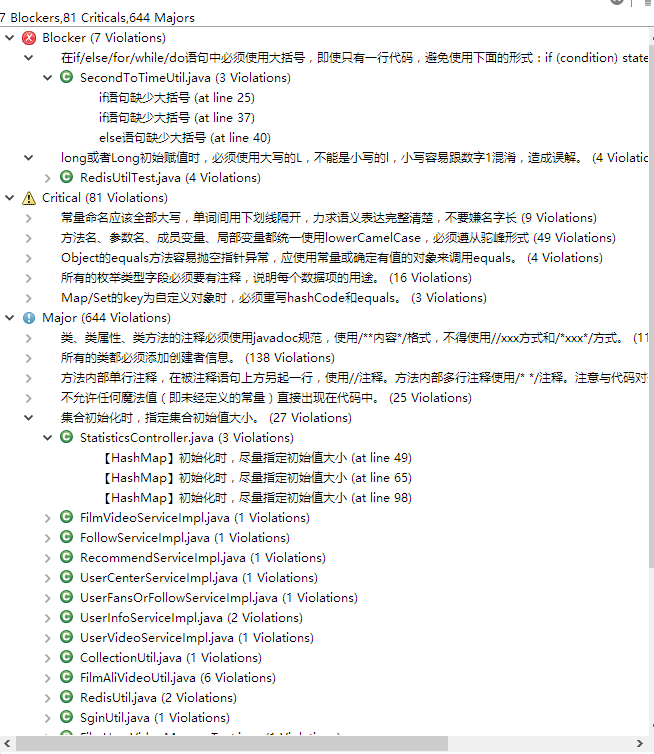 7 Blockers,81 Criticals,644 Majors
Blocker (7 Violations)
在if/else/for/while/do语句中必须使用大括号，即使只有一行代码，避免使用下面的形式：if (condition) state
SecondToTimeUtil.java (3 Violations)
if语句缺少大括号 (at line 25)
if语句缺少大括号 (at line 37)
else语句缺少大括号 (at line 40)
long或者Long初始赋值时，必须使用大写的L，不能是小写的l，小写容易跟数字1混淆，造成误解。 (4 Violatio
RedisUtilTest.java (4 Violations)
Critical (81 Violations)
常量命名应该全部大写，单词间用下划线隔开，力求语义表达完整清楚，不要嫌名字长 (9 Violations)
方法名、参数名、成员变量、局部变量都统一使用lowerCamelCase，必须遵从驼峰形式 (49 Violations)
Object的equals方法容易抛空指针异常，应使用常量或确定有值的对象来调用equals。 (4 Violations)
所有的枚举类型字段必须要有注释，说明每个数据项的用途。 (16 Violations)
Map/Set的key为自定义对象时，必须重写hashCode和equals。 (3 Violations)
Major (644 Violations)
类、类属性、类方法的注释必须使用javadoc规范，使用/**内容*/格式，不得使用//xxx方式和/*xxx*/方式。 (11
所有的类都必须添加创建者信息。 (138 Violations)
方法内部单行注释，在被注释语句上方另起一行，使用//注释。方法内部多行注释使用/* */注释。注意与代码对
不允许任何魔法值（即未经定义的常量）直接出现在代码中。 (25 Violations)
集合初始化时，指定集合初始值大小。 (27 Violations)
StatisticsController.java (3 Violations)
【HashMap】初始化时，尽量指定初始值大小 (at line 49)
【HashMap】初始化时，尽量指定初始值大小 (at line 65)
【HashMap】初始化时，尽量指定初始值大小 (at line 98)
FilmVideoServiceImpl.java (1 Violations)
FollowServiceImpl.java (1 Violations)
RecommendServiceImpl.java (1 Violations)
UserCenterServiceImpl.java (1 Violations)
UserFansOrFollowServiceImpl.java (1 Violations)
UserInfoServiceImpl.java (2 Violations)
UserVideoServiceImpl.java (1 Violations)
CollectionUtil.java (1 Violations)
FilmAliVideoUtil.java (6 Violations)
RedisUtil.java (2 Violations)
SginUtil.java (1 Violations)